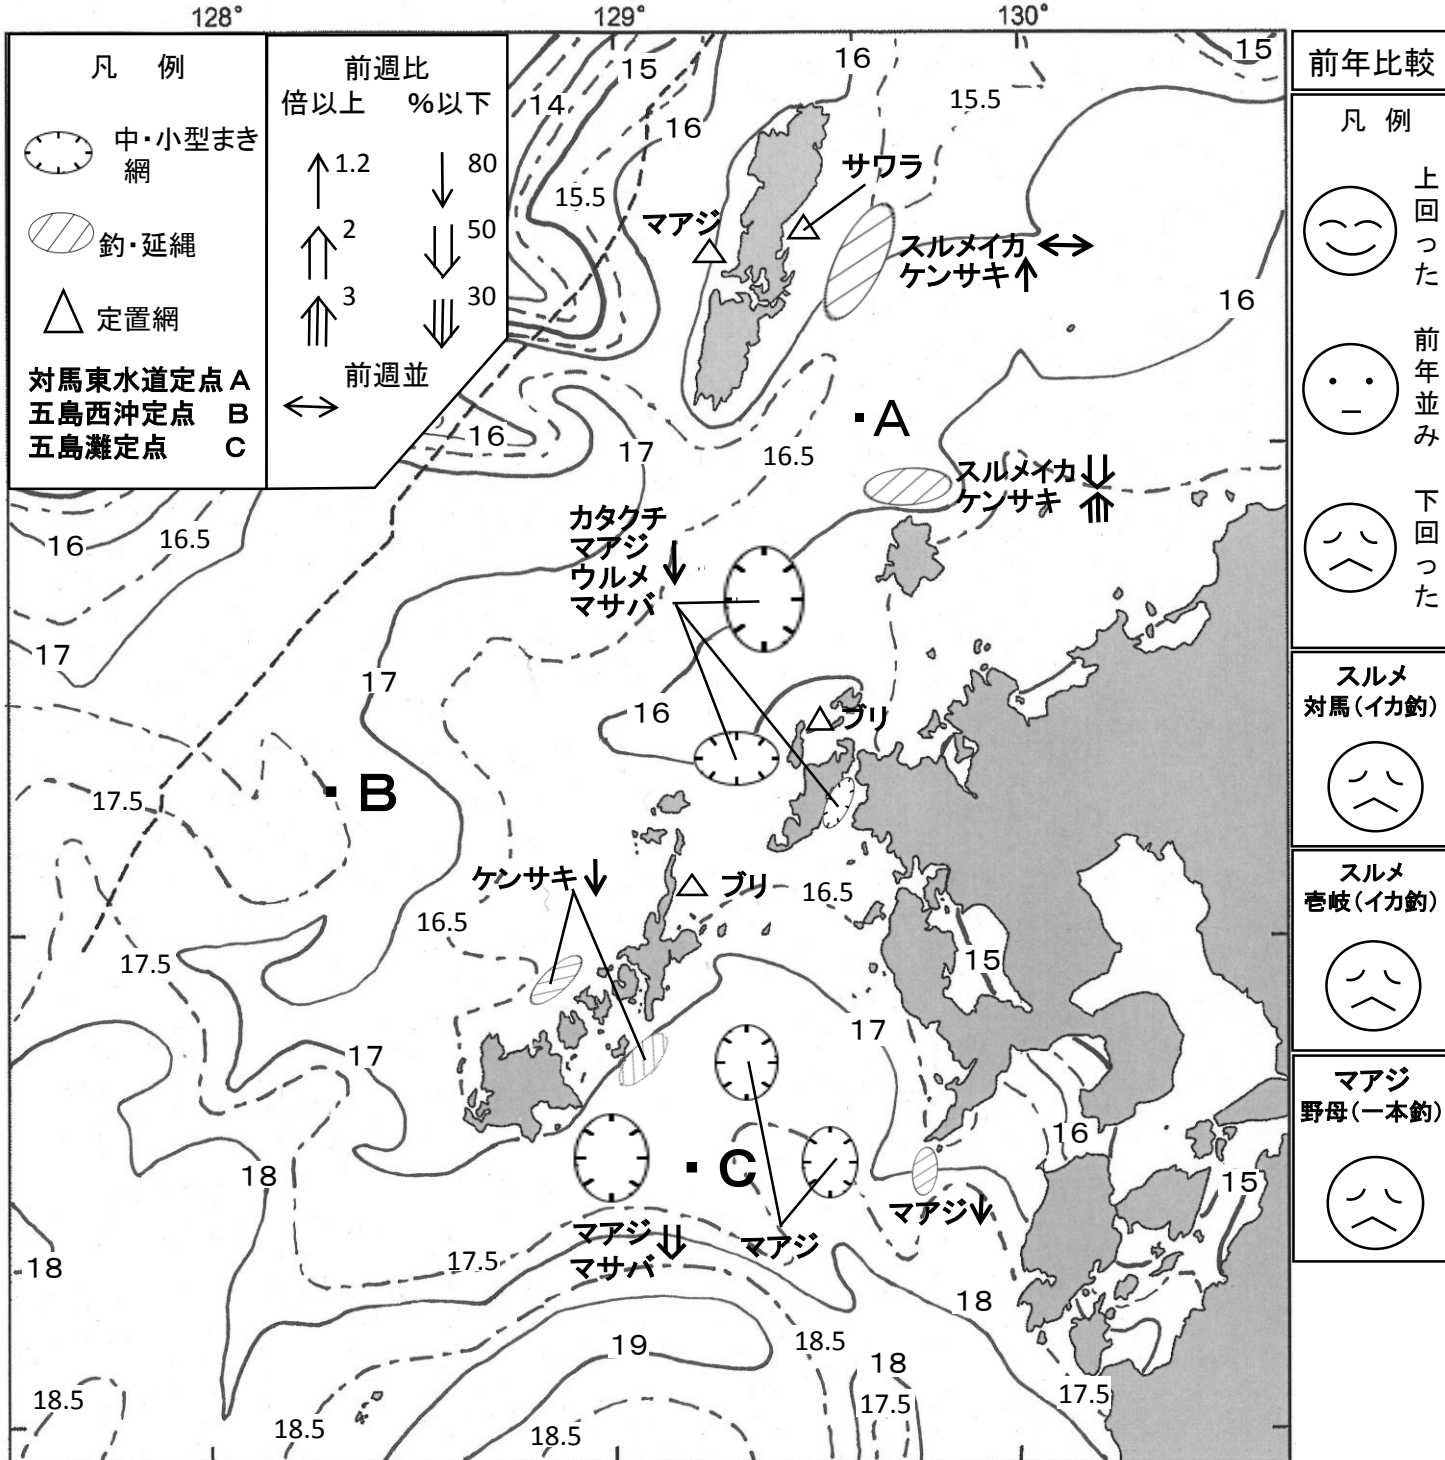 128°
129°
130°
凡 例
中・小型まき
網
釣・延縄
定置網
対馬東水道定点 A
五島西沖定点 B
五島灘定点 C
前週比
倍以上 %以下
1.2
80
2
50
3
30
前週並
前年比較
凡 例
上回った
前年並み
下回った
スルメ
対馬(イカ釣)
スルメ
壱岐(イカ釣)
マアジ
野母(一本釣)
15
16
15
14
16
15.5
15.5
サワラ
マアジ
スルメイカ
ケンサキ
16
A
16
17
16.5
スルメイカ
ケンサキ
カタクチ
マアジ
ウルメ
マサバ
16
16.5
17
17
16
ブリ
B
17.5
ケンサキ
ブリ
16.5
16.5
17.5
15
17
17
16
18
C
15
マアジ
マアジ
マサバ
マアジ
17.5
18
18
18.5
19
18
18.5
17.5
17.5
18.5
18.5